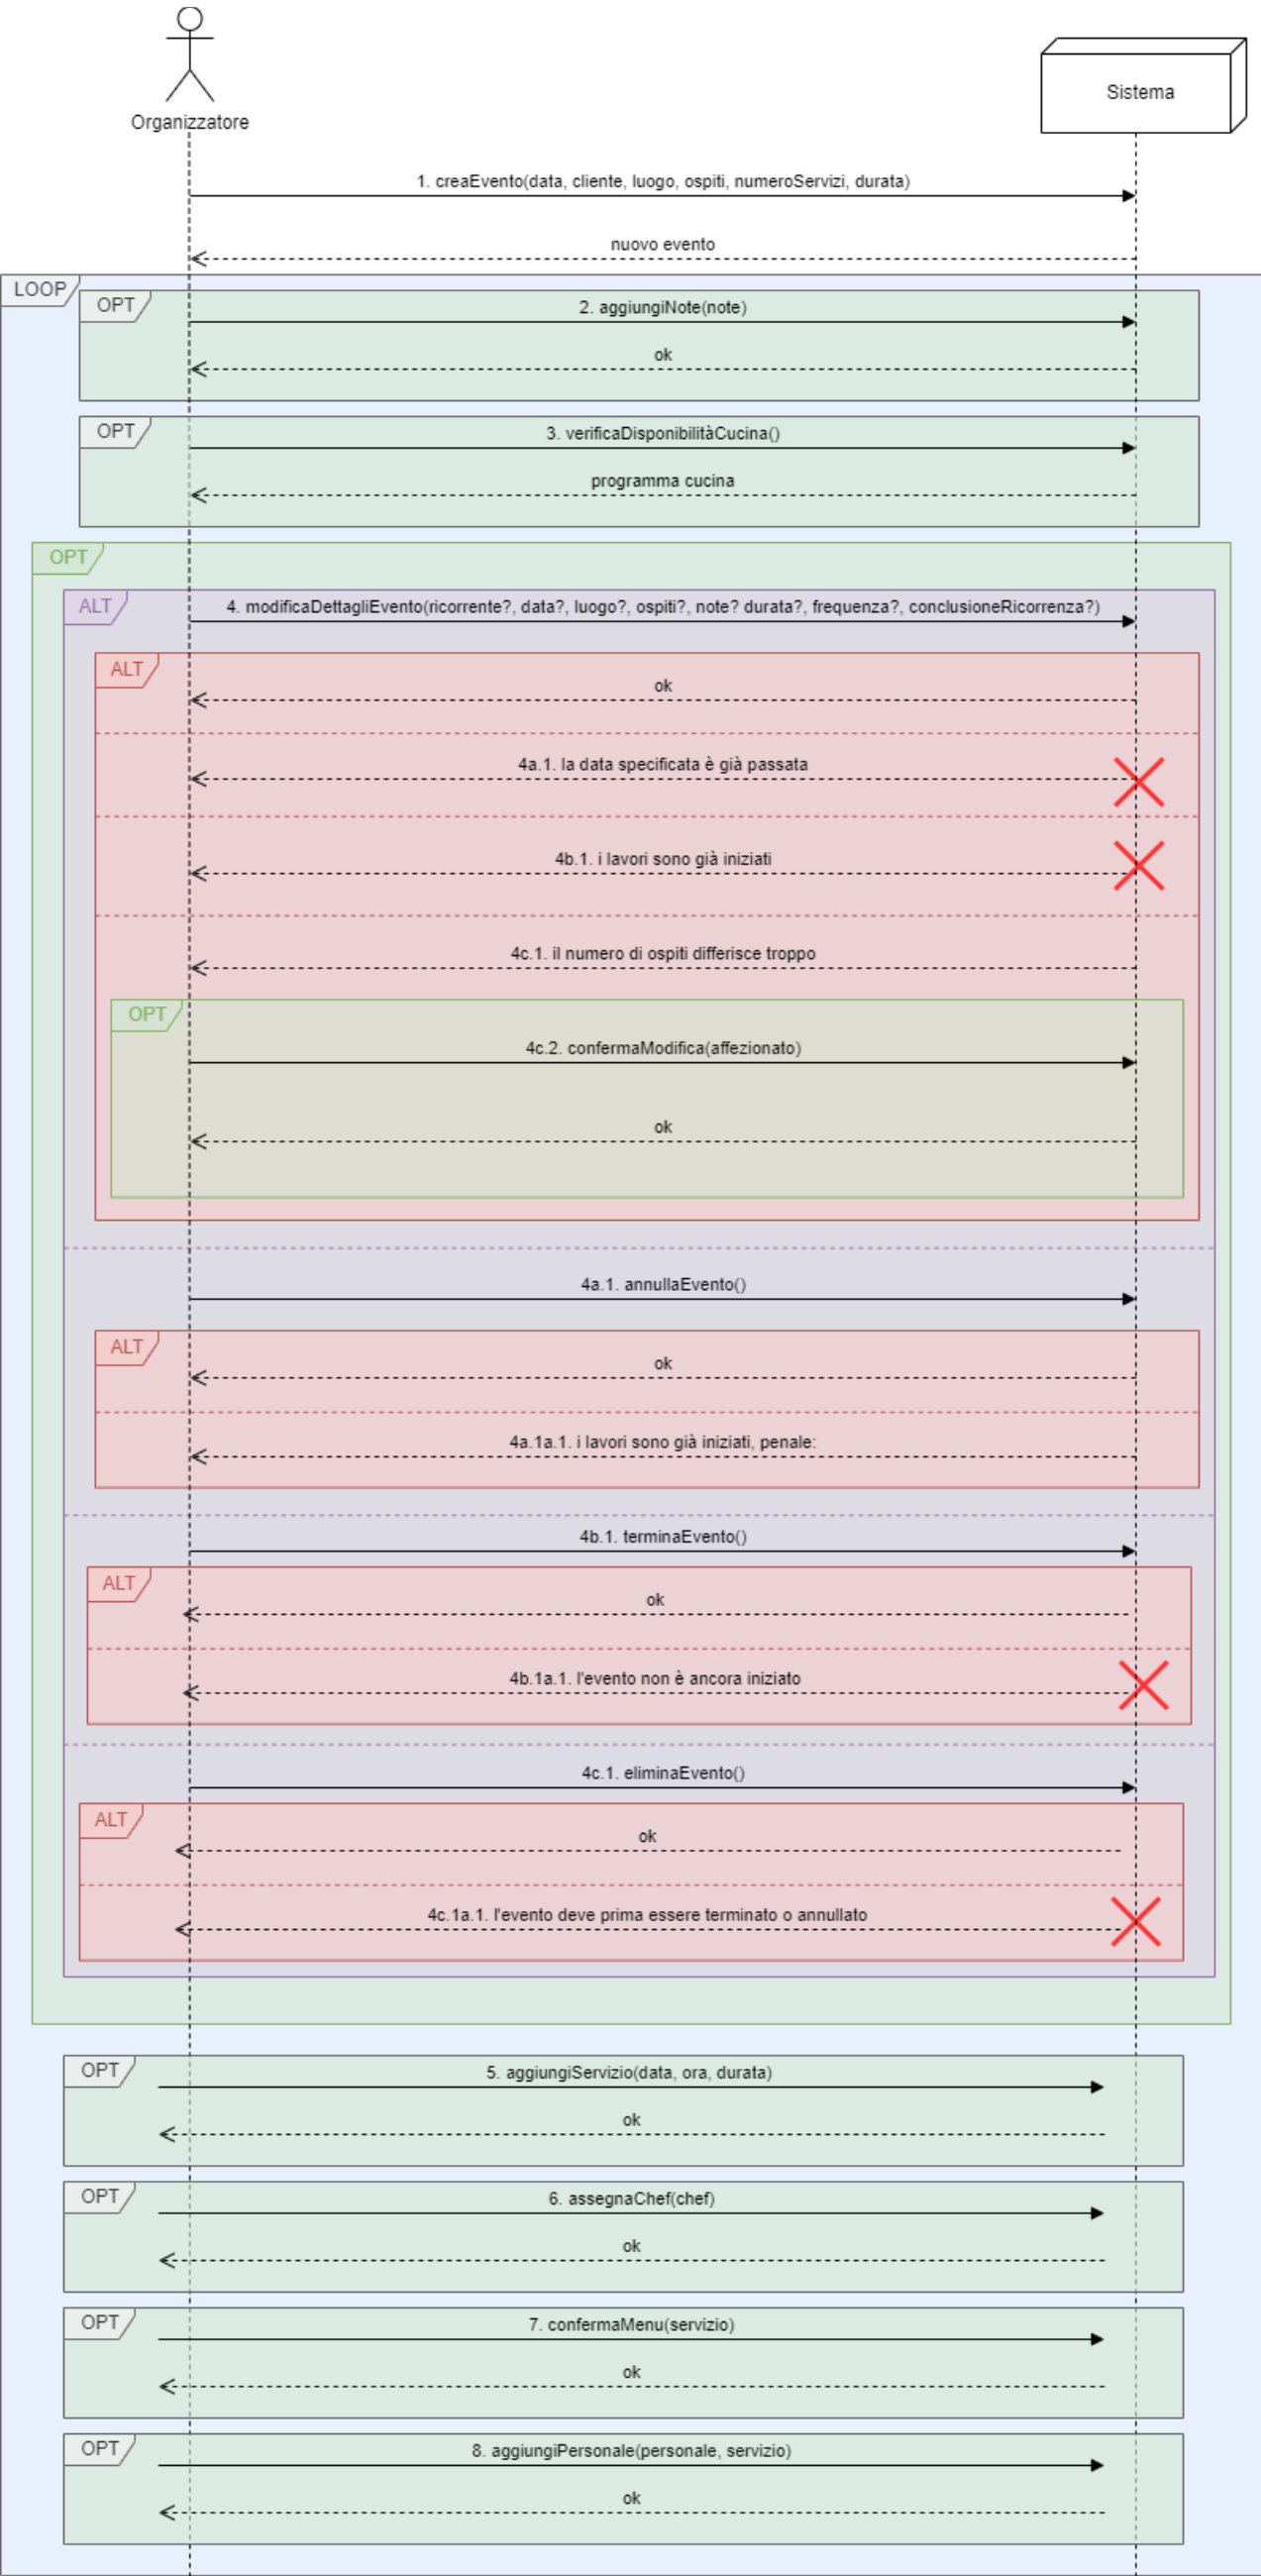 Organizzatore
Sistema
1. creaEvento(data, cliente, luogo, ospiti, numeroServizi, durata)
nuovo evento
LOOP
OPT
2. aggiungiNote(note)
ok
OPT
3. verificaDisponibilitàCucina()
programma cucina
OPT
ALT
4. modificaDettagliEvento(ricorrente?, data?, luogo?, ospiti?, note? durata?, frequenza?, conclusioneRicorrenza?)
ALT
ok
4a.1. la data specificata è già passata
4b.1. i lavori sono già iniziati
4c.1. il numero di ospiti differisce troppo
OPT
4c.2. confermaModifica(affezionato)
ok
4a.1. annullaEvento()
ALT
ok
4a.1a.1. i lavori sono già iniziati, penale:
4b.1. terminaEvento()
ALT
ok
4b.1a.1. l'evento non è ancora iniziato
4c.1. eliminaEvento()
ALT
ok
4c.1a.1. l'evento deve prima essere terminato o annullato
OPT
5. aggiungiServizio(data, ora, durata)
ok
OPT
6. assegnaChef(chef)
ok
OPT
7. confermaMenu(servizio)
ok
OPT
8. aggiungiPersonale(personale, servizio)
ok